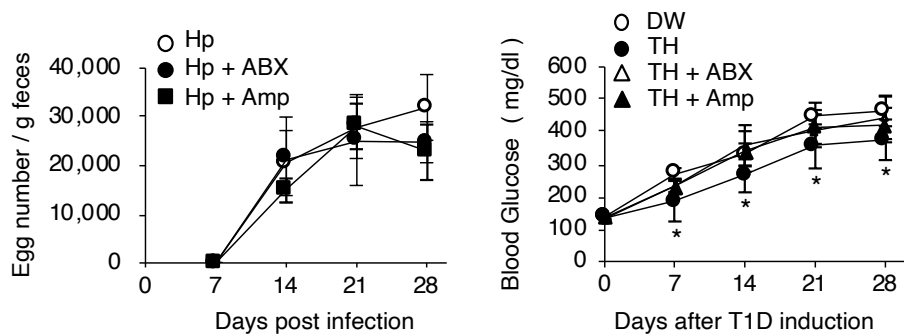 Hp
Hp + ABX
Hp + Amp
40,000
30,000
20,000
10,000
0
Egg number / g feces
0 7 14 21 28
Days post infection
DW
TH
TH + ABX
TH + Amp
600
500
400
300
200
100
0
Blood Glucose ( mg/dl)
* * * *
0 7 14 21 28
Days after T1D induction